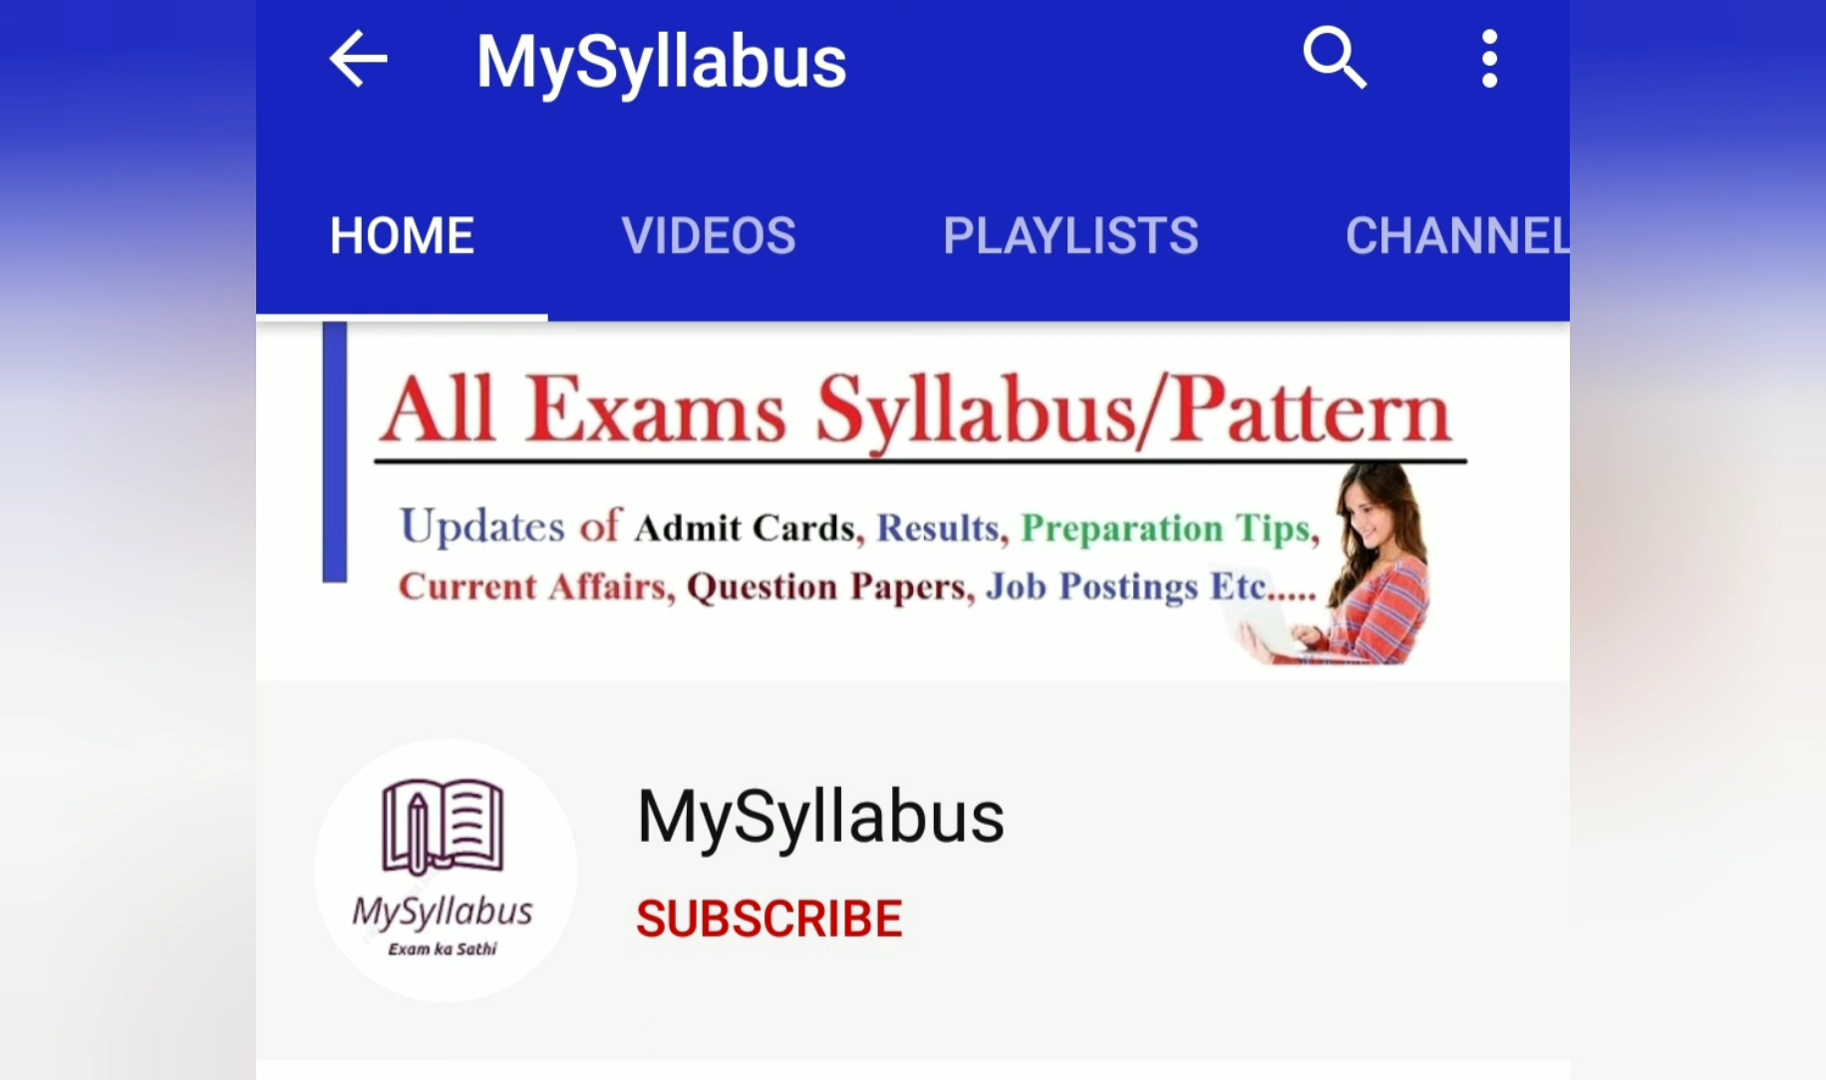 MySyllabus
HOME VIDEOS PLAYLISTS CHANNEL
All Exams Syllabus/Pattern
Updates of Admit Cards, Results, Preparation Tips,
Current Affairs, Question Papers, Job Postings Etc.....
MySyllabus
SUBSCRIBE
MySyllabus
Exam ka Sathi